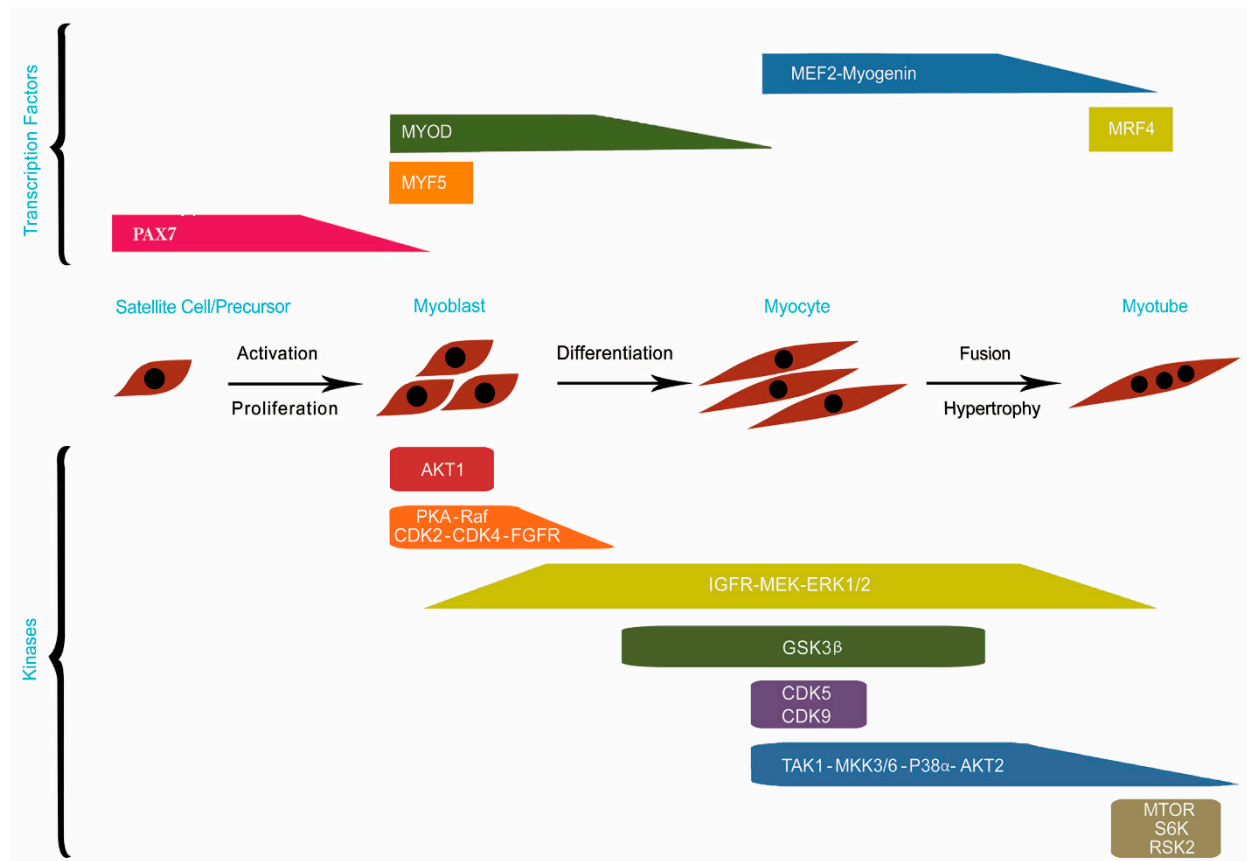 Transcription Factors
MEF2-Myogenin
MRF4
MYOD
MYF5
PAX7
Satellite Cell/Precursor
Myoblast
Myocyte
Myotube
Activation
Proliferation
Differentiation
Fusion
Hypertrophy
Kinases
AKT1
PKA-Raf
CDK2-CDK4-FGFR
IGFR-MEK-ERK1/2
GSK3β
CDK5
CDK9
TAK1-MKK3/6-P38α-AKT2
MTOR
S6K
RSK2